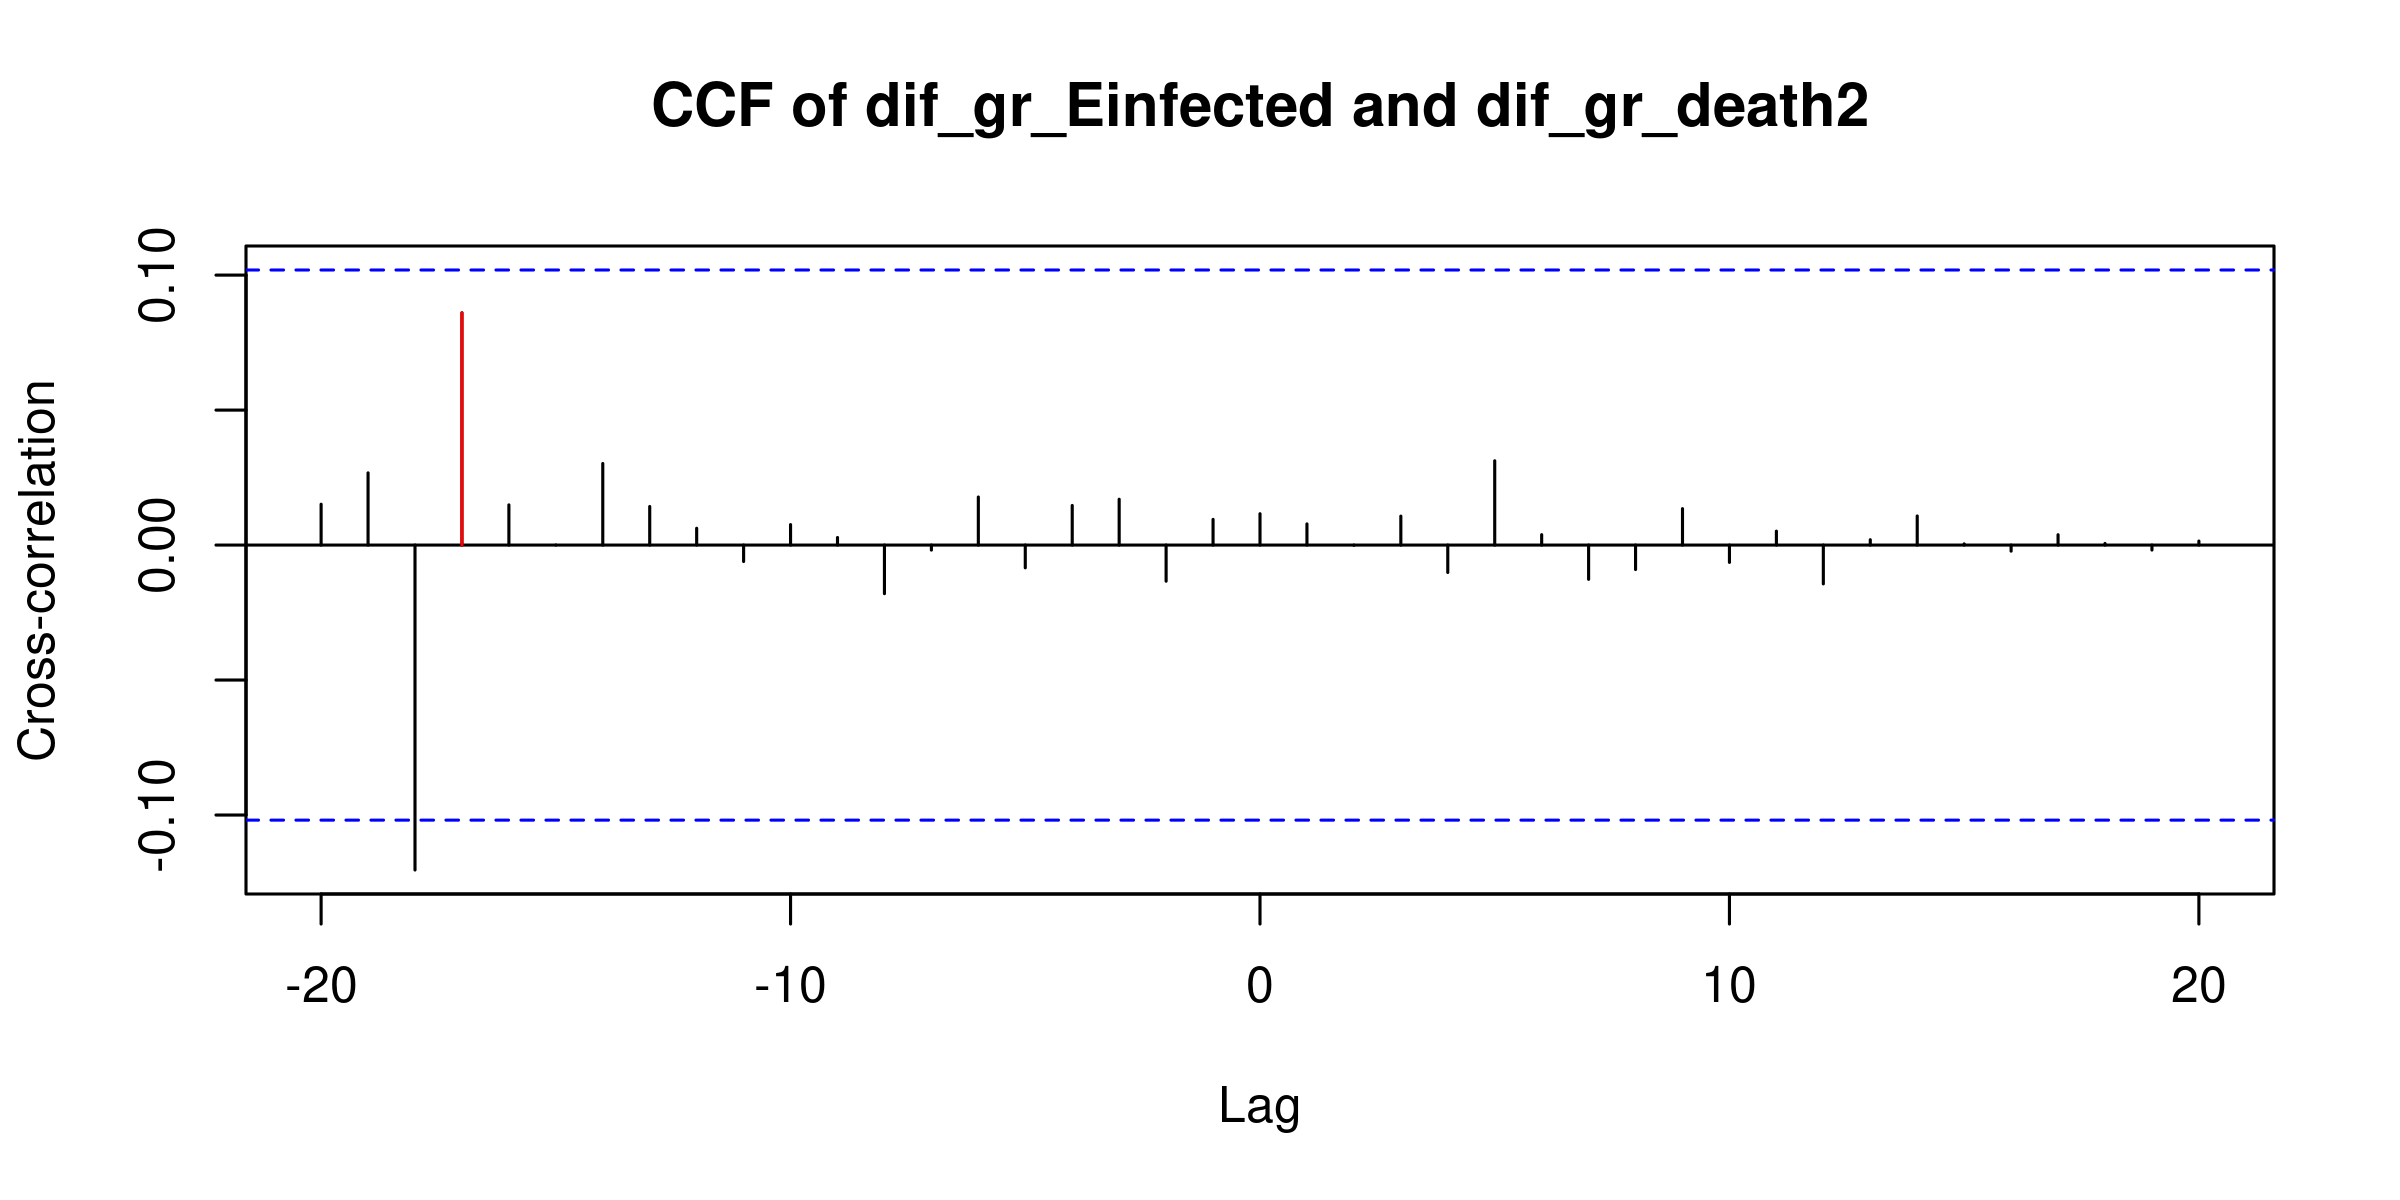 CCF of dif_gr_Einfected and dif_gr_death2
Cross-correlation
0.10
0.00
-0.10
-20 -10 0 10 20
Lag